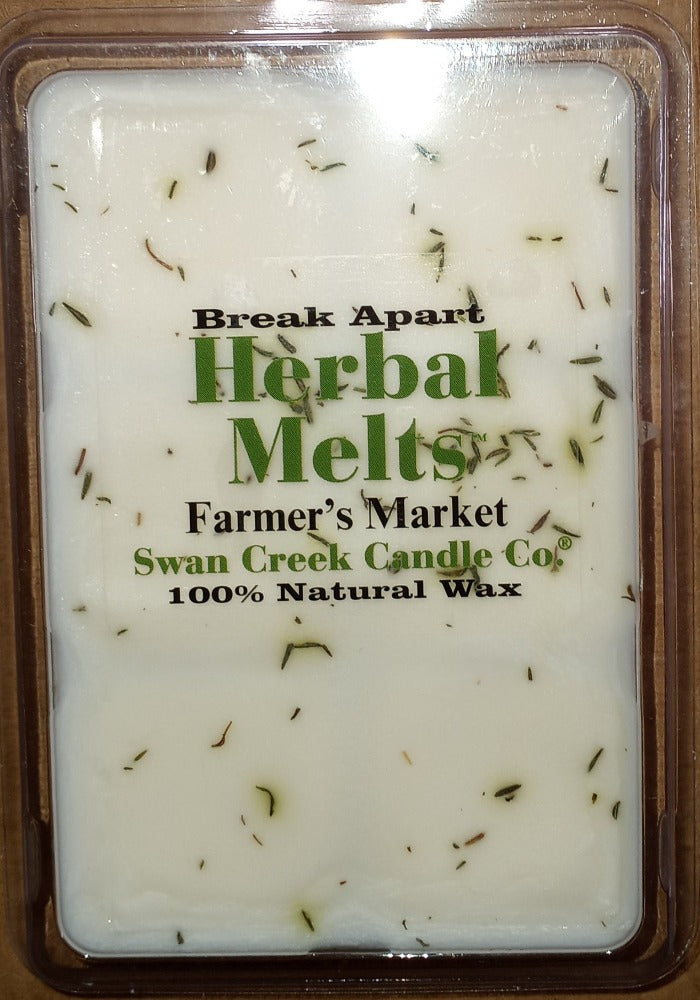 Break Apart
Herbal
Melts™
Farmer's Market
Swan Creek Candle Co.®
100% Natural Wax